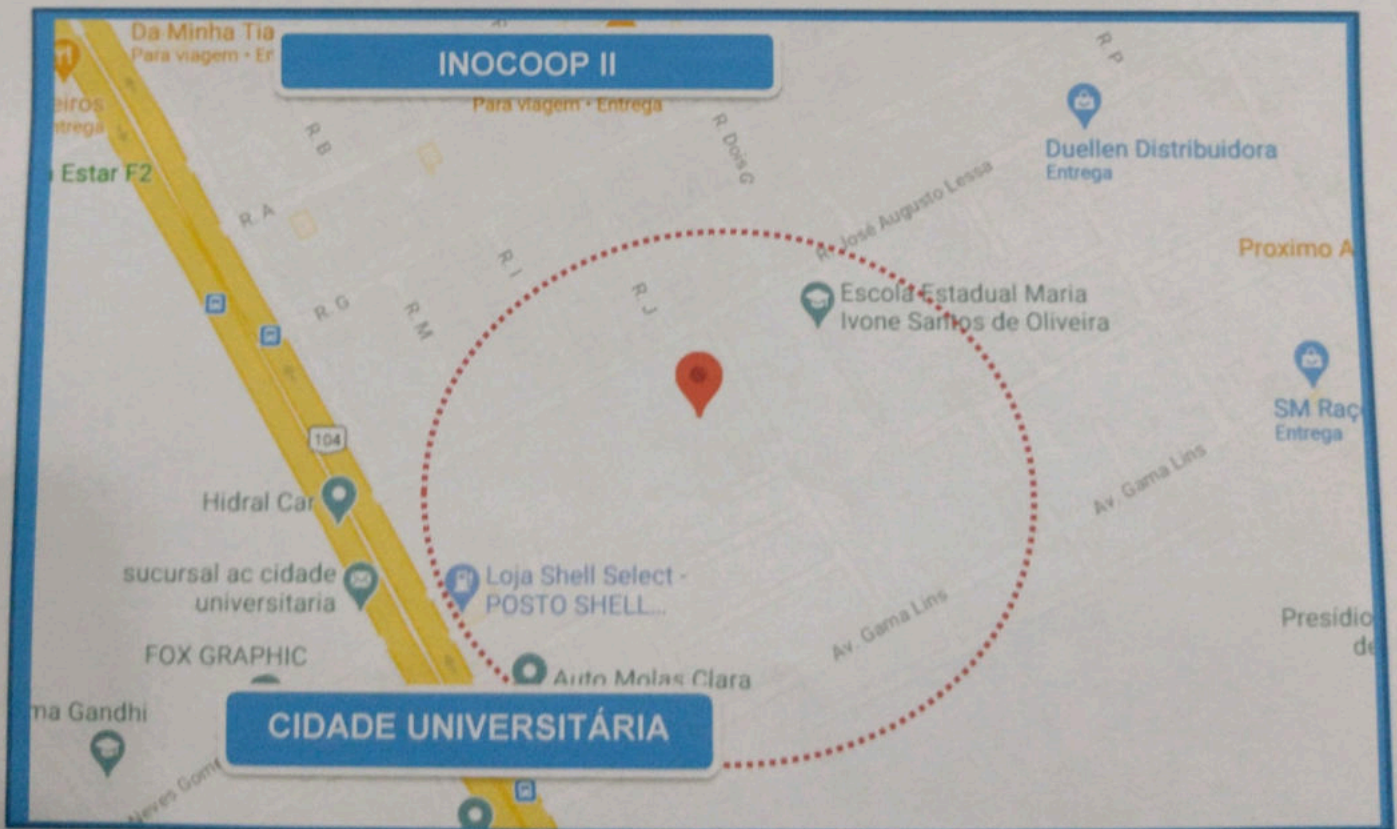 Da Minha Tia
Para viagem • En
INOCOOP II
Para viagem • Entrega
eiros
ntrega
Estar F2
R. B
R. A
R. G
R. M
R. I
R. J
R. Dois G
R. P
R. José Augusto Lessa
Duellen Distribuidora
Entrega
Proximo A
Escola Estadual Maria
Ivone Santos de Oliveira
SM Raç
Entrega
104
Hidral Car
Av. Gama Lins
sucursal ac cidade
universitaria
Loja Shell Select -
POSTO SHELL...
Av. Gama Lins
Presídio
de
FOX GRAPHIC
Auto Molas Clara
ma Gandhi
CIDADE UNIVERSITÁRIA
Neves Gome